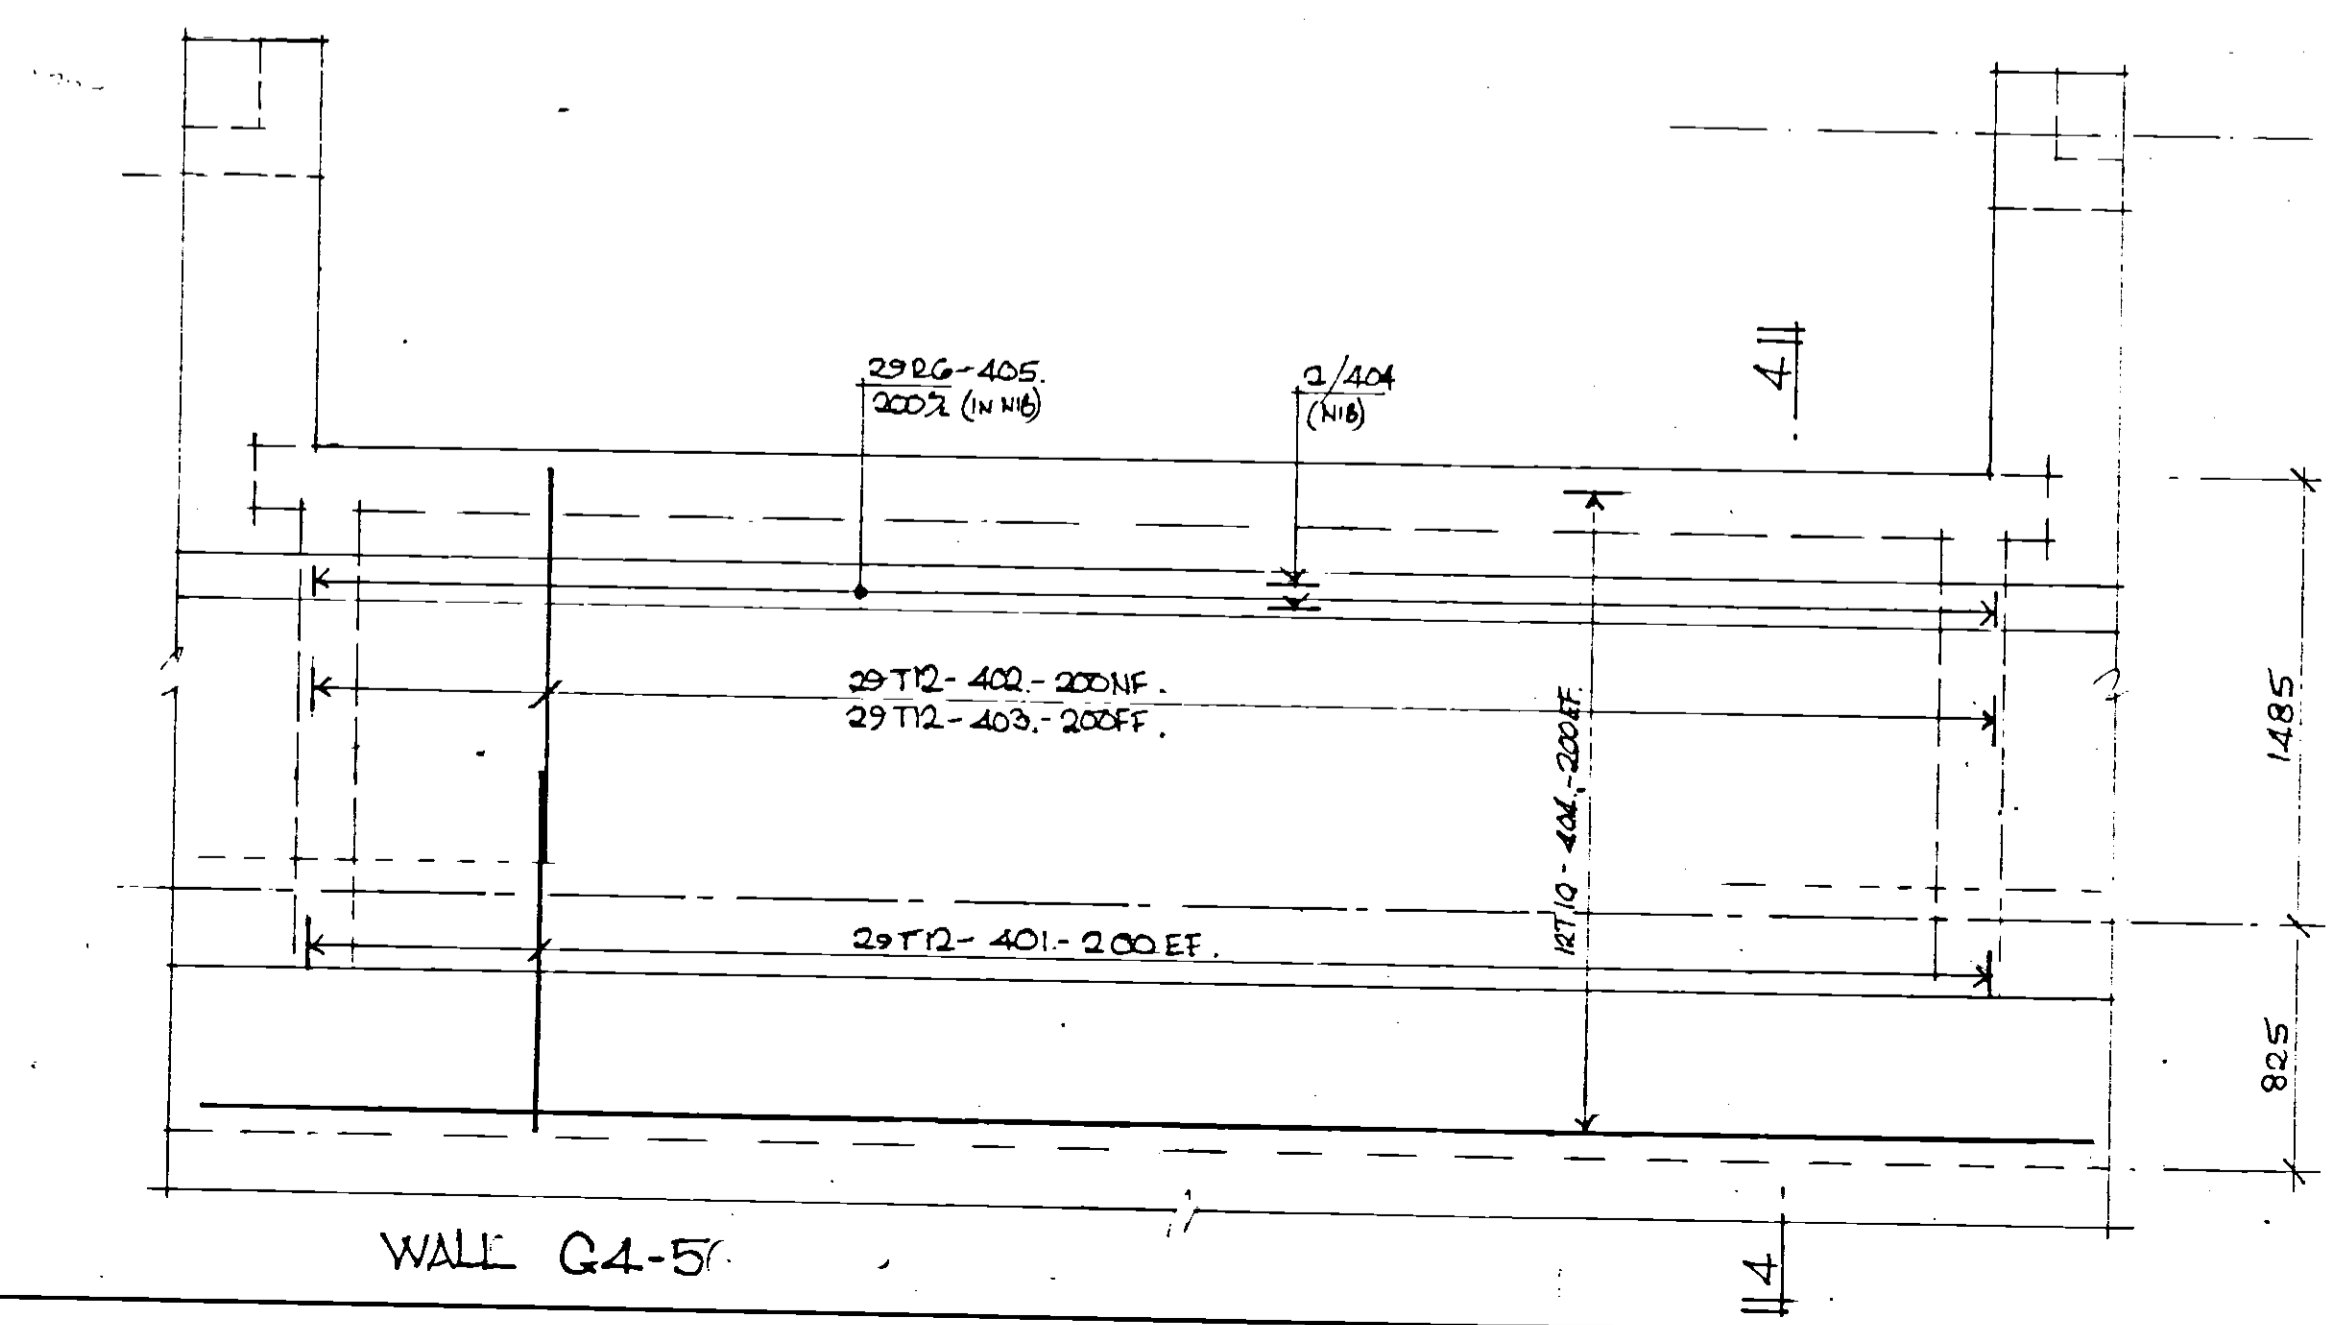 29R6-405.
200% (IN NIB)
2/404
(NIB)
4
29T12-402.-200NF.
29T12-403.-200FF.
12T10-404.-200EF.
1485
29T12-401.-200EF.
825
WALL G4-5
4